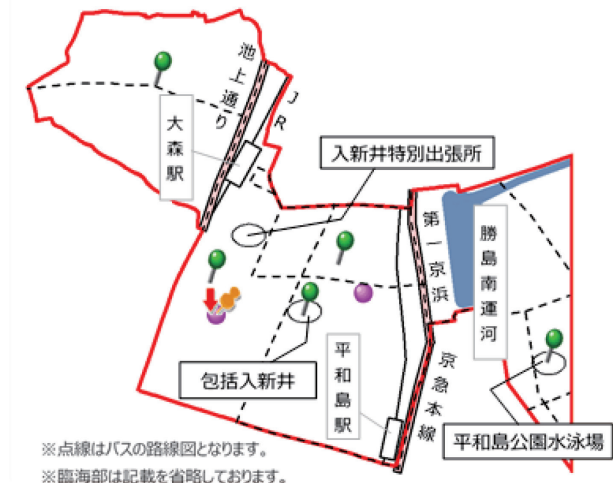 池上通り
JR
大森駅
入新井特別出張所
第一京浜
勝島南運河
包括入新井
平和島駅
京急本線
平和島公園水泳場
※点線はバスの路線図となります。
※臨海部は記載を省略しております。